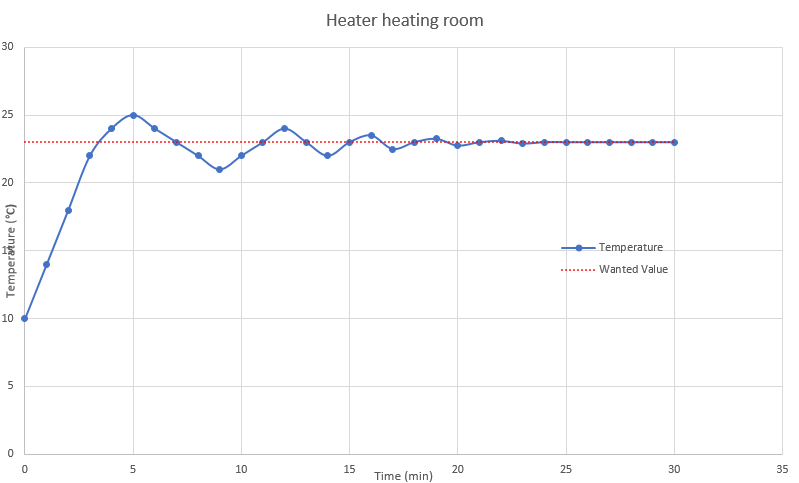 Heater heating room
30
25
20
15
10
5
0
Temperature (°C)
0 5 10 15 20 25 30 35
Time (min)
Temperature
Wanted Value